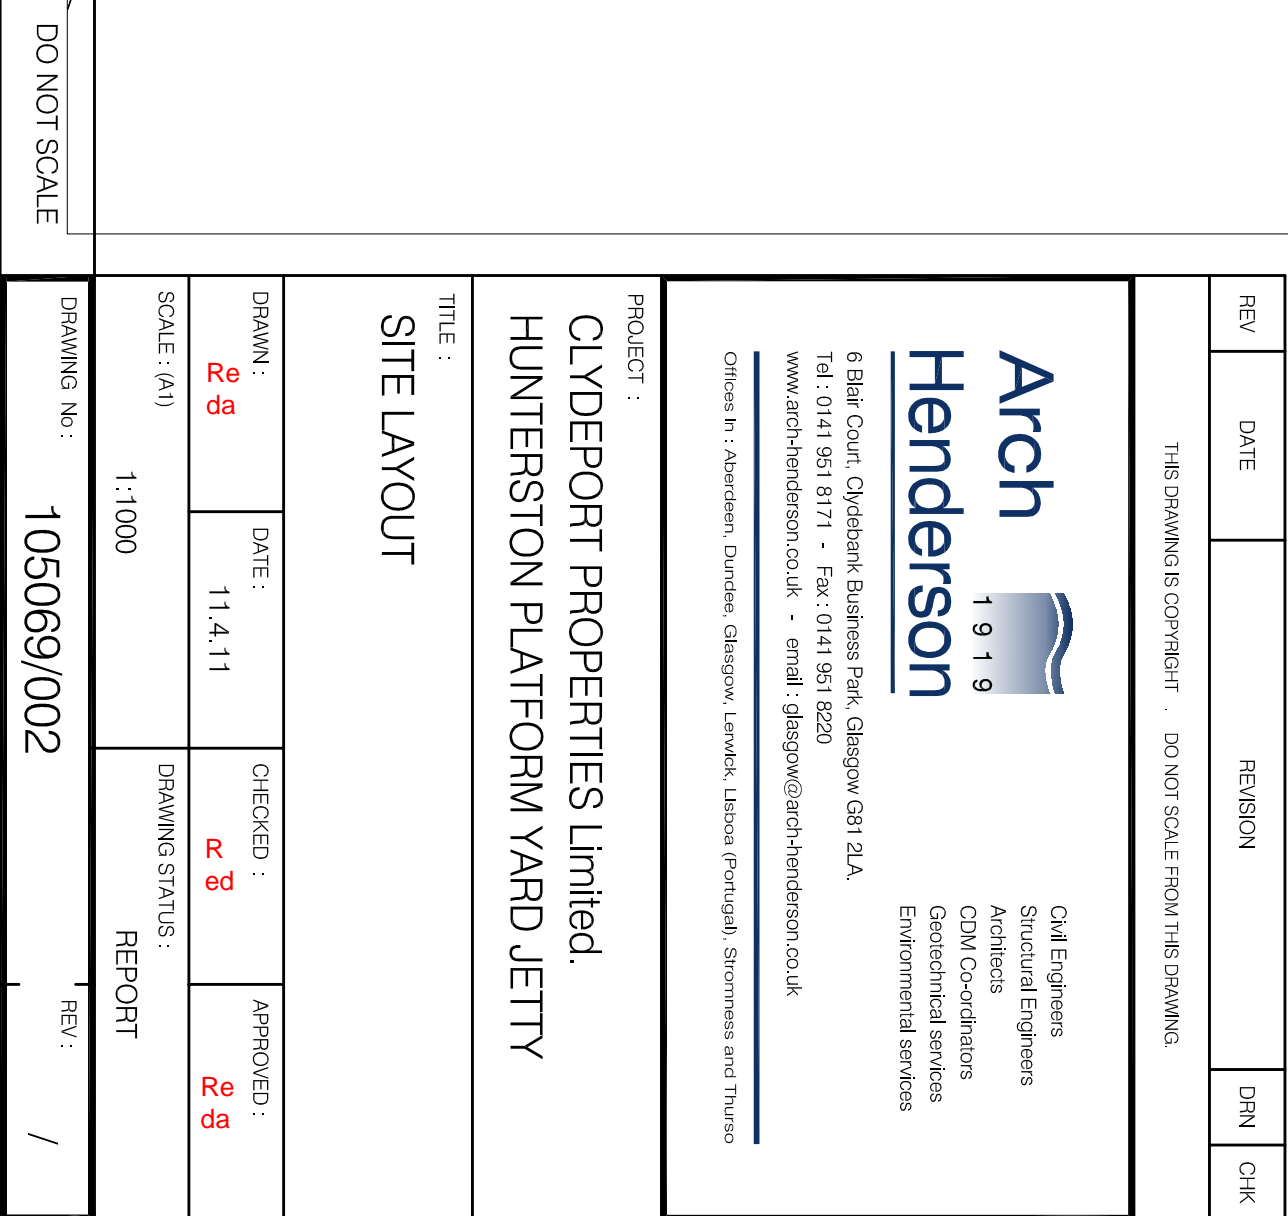 REV DATE REVISION DRN CHK
THIS DRAWING IS COPYRIGHT . DO NOT SCALE FROM THIS DRAWING.
Arch
Henderson
1919
Civil Engineers
Structural Engineers
Architects
CDM Co-ordinators
Geotechnical services
Environmental services
6 Blair Court, Clydebank Business Park, Glasgow G81 2LA.
Tel : 0141 951 8171 - Fax : 0141 951 8220
www.arch-henderson.co.uk - email : glasgow@arch-henderson.co.uk
Offices In : Aberdeen, Dundee, Glasgow, Lerwick, Lisboa (Portugal), Stromness and Thurso
PROJECT :
CLYDEPORT PROPERTIES Limited.
HUNTERSTON PLATFORM YARD JETTY
TITLE :
SITE LAYOUT
DRAWN :
Re
da
DATE :
11.4.11
CHECKED :
R
ed
APPROVED :
Re
da
SCALE : (A1)
1:1000
DRAWING STATUS :
REPORT
DRAWING No :
105069/002
REV :
/
DO NOT SCALE